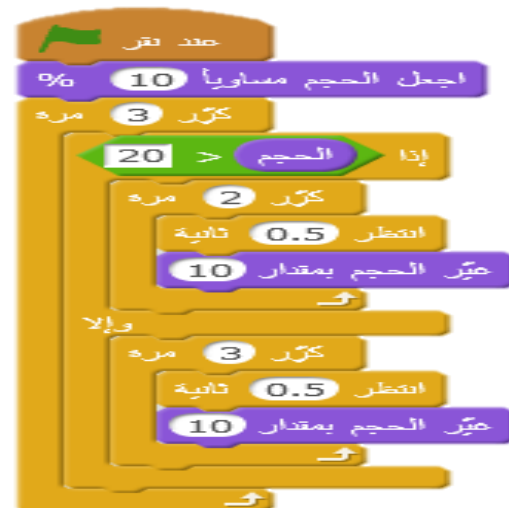 عند نقر
اجعل الحجم مساوياً 10 %
كرّر 3 مرة
إذا الحجم > 20
كرّر 2 مرة
انتظر 0.5 ثانية
غيّر الحجم بمقدار 10
وإلا
كرّر 3 مرة
انتظر 0.5 ثانية
غيّر الحجم بمقدار 10